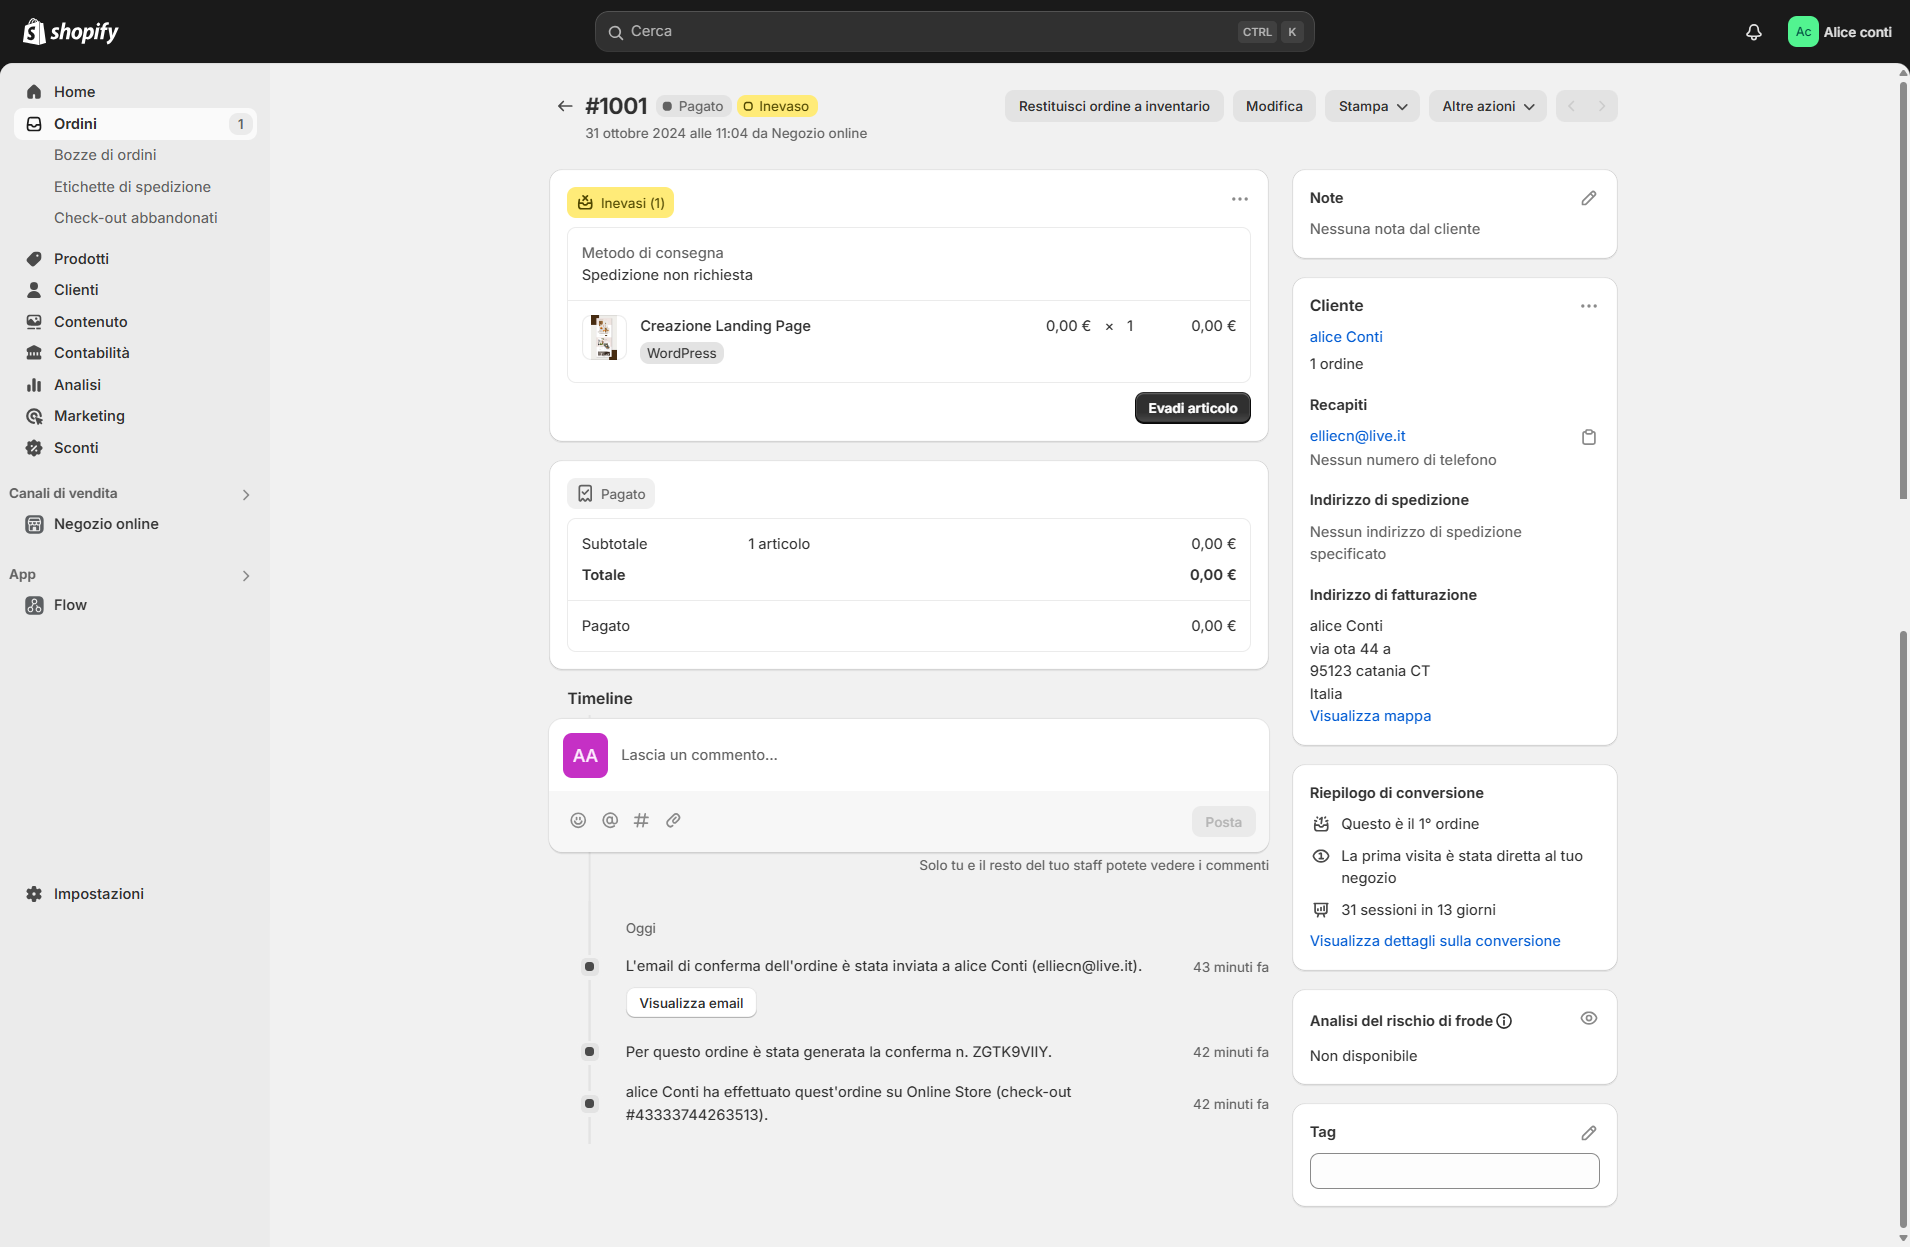 shopify
Cerca
CTRL K
Ac
Alice conti
Home
Ordini
1
Bozze di ordini
Etichette di spedizione
Check-out abbandonati
Prodotti
Clienti
Contenuto
Contabilità
Analisi
Marketing
Sconti
Canali di vendita
Negozio online
App
Flow
Impostazioni
#1001 Pagato Inevaso
31 ottobre 2024 alle 11:04 da Negozio online
Restituisci ordine a inventario
Modifica
Stampa
Altre azioni
Inevasi (1)
Metodo di consegna
Spedizione non richiesta
Creazione Landing Page 0,00 € × 1 0,00 €
WordPress
Evadi articolo
Pagato
Subtotale 1 articolo 0,00 €
Totale 0,00 €
Pagato 0,00 €
Timeline
AA
Lascia un commento...
Posta
Solo tu e il resto del tuo staff potete vedere i commenti
Oggi
L'email di conferma dell'ordine è stata inviata a alice Conti (elliecn@live.it). 43 minuti fa
Visualizza email
Per questo ordine è stata generata la conferma n. ZGTK9VIIY. 42 minuti fa
alice Conti ha effettuato quest'ordine su Online Store (check-out
#43333744263513). 42 minuti fa
Note
Nessuna nota dal cliente
Cliente
alice Conti
1 ordine
Recapiti
elliecn@live.it
Nessun numero di telefono
Indirizzo di spedizione
Nessun indirizzo di spedizione
specificato
Indirizzo di fatturazione
alice Conti
via ota 44 a
95123 catania CT
Italia
Visualizza mappa
Riepilogo di conversione
Questo è il 1° ordine
La prima visita è stata diretta al tuo
negozio
31 sessioni in 13 giorni
Visualizza dettagli sulla conversione
Analisi del rischio di frode
Non disponibile
Tag